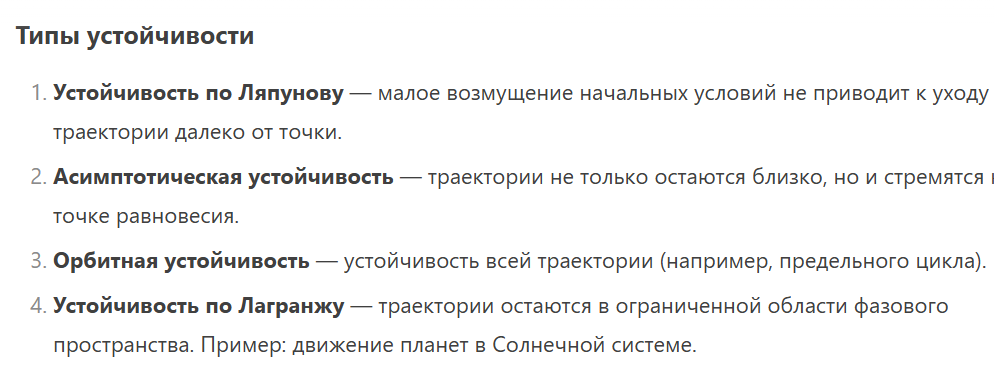 Типы устойчивости
1. Устойчивость по Ляпунову — малое возмущение начальных условий не приводит к уходу
траектории далеко от точки.
2. Асимптотическая устойчивость — траектории не только остаются близко, но и стремятся
точке равновесия.
3. Орбитная устойчивость — устойчивость всей траектории (например, предельного цикла).
4. Устойчивость по Лагранжу — траектории остаются в ограниченной области фазового
пространства. Пример: движение планет в Солнечной системе.